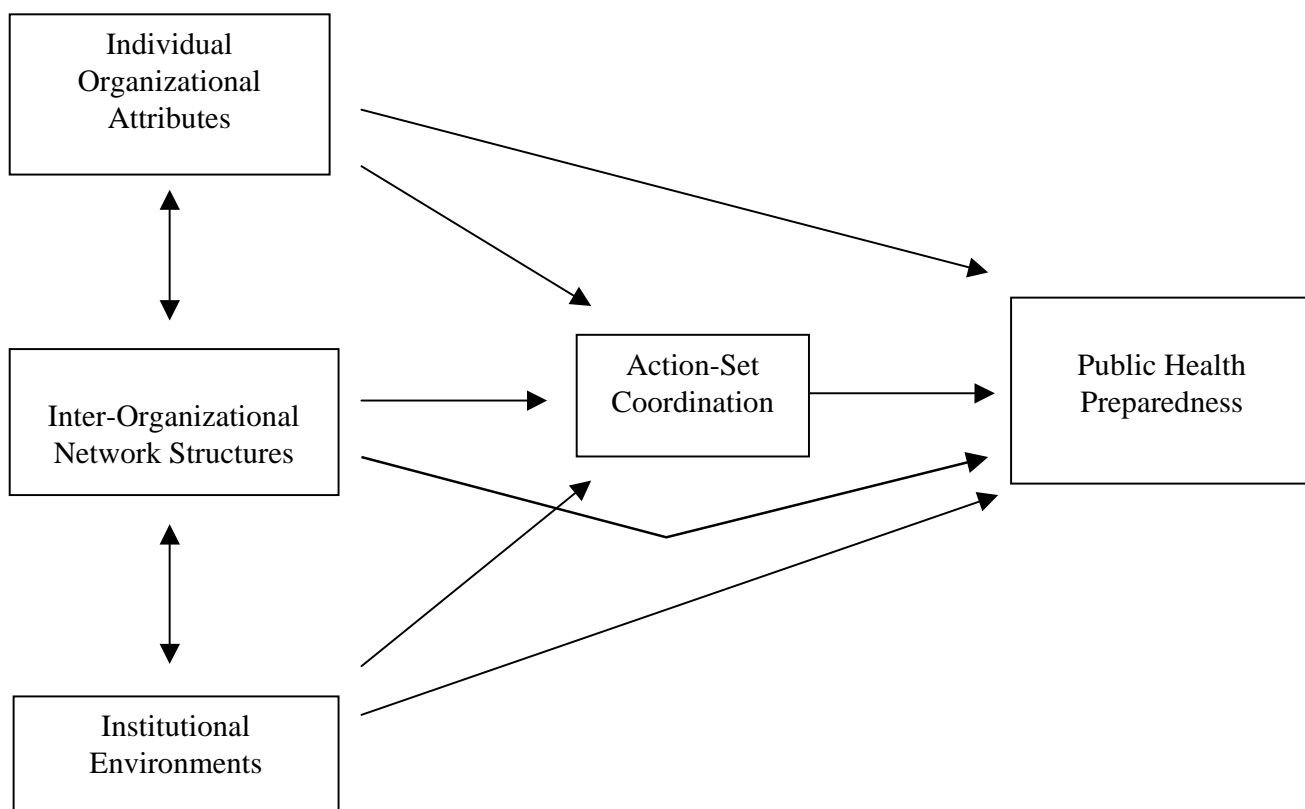 Individual
Organizational
Attributes
Inter-Organizational
Network Structures
Action-Set
Coordination
Public Health
Preparedness
Institutional
Environments